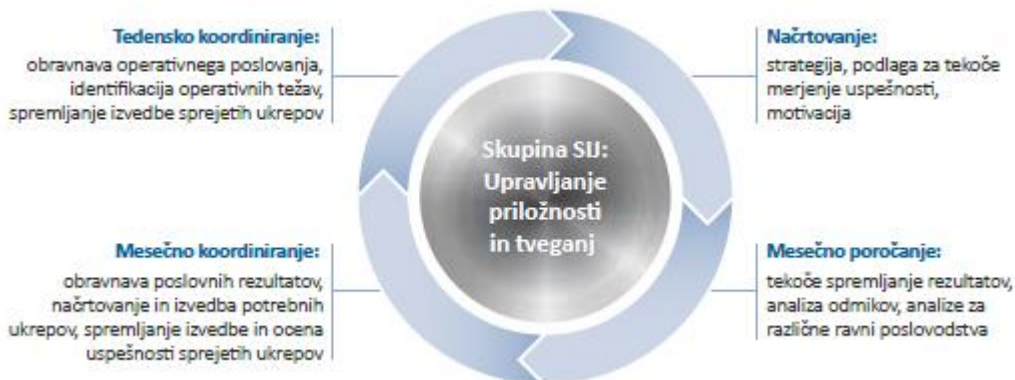 Tedensko koordiniranje:
obravnava operativnega poslovanja,
identifikacija operativnih težav,
spremljanje izvedbe sprejetih ukrepov
Načrtovanje:
strategija, podlaga za tekoče
merjenje uspešnosti,
motivacija
Skupina SIJ:
Upravljanje
priložnosti
in tveganj
Mesečno koordiniranje:
obravnava poslovnih rezultatov,
načrtovanje in izvedba potrebnih
ukrepov, spremljanje izvedbe in ocena
uspešnosti sprejetih ukrepov
Mesečno poročanje:
tekoče spremljanje rezultatov,
analiza odmikov, analize za
različne ravni poslovodstva